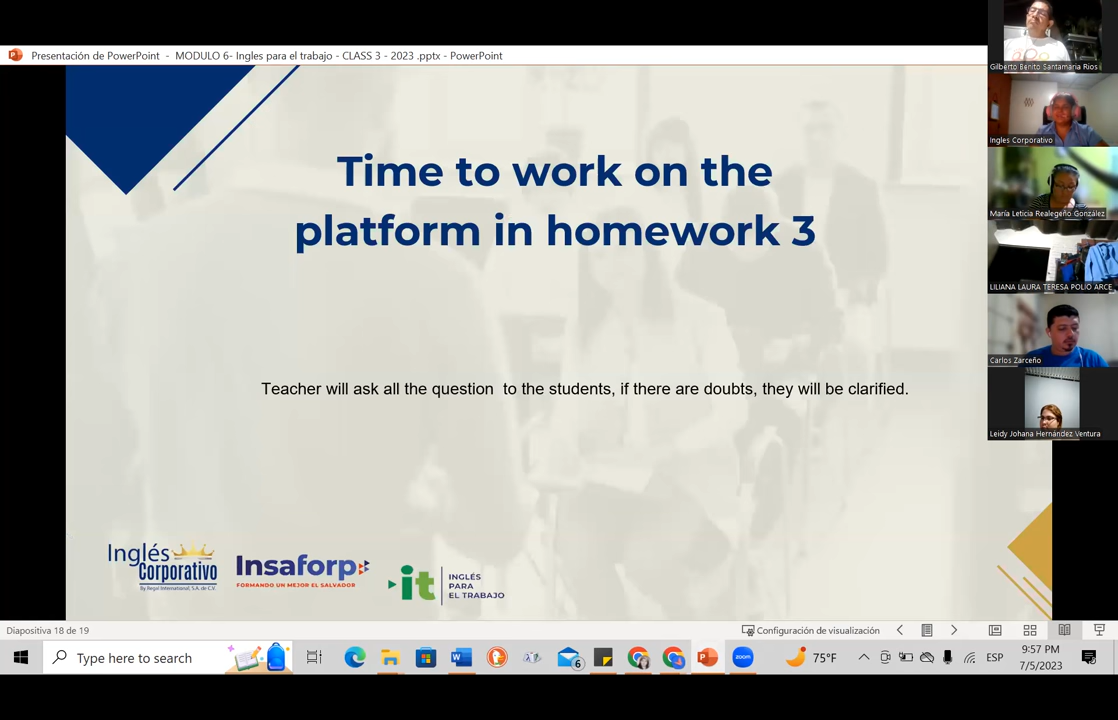 Presentación de PowerPoint - MODULO 6- Ingles para el trabajo - CLASS 3 - 2023 .pptx - PowerPoint
Gilberto Benito Santamaria Rios
Ingles Corporativo
María Leticia Realegeño González
LILIANA LAURA TERESA POLIO ARCE
Carlos Zarceño
Leidy Johana Hernández Ventura
Time to work on the
platform in homework 3
Teacher will ask all the question to the students, if there are doubts, they will be clarified.
Inglés
Corporativo
By Regal International, S.A. de C.V.
Insaforp
FORMANDO UN MEJOR EL SALVADOR
it
INGLÉS
PARA
EL TRABAJO
Diapositiva 18 de 19
Configuración de visualización
Type here to search
6
zoom
75°F
ESP
9:57 PM
7/5/2023